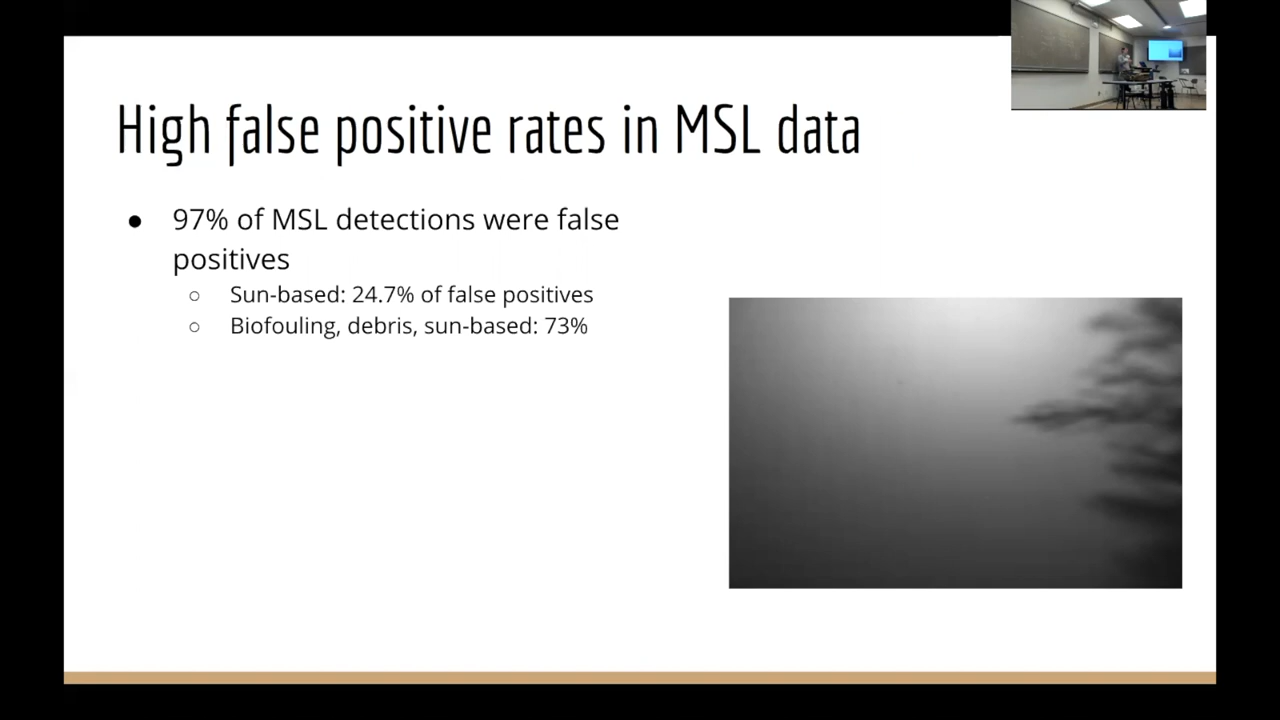 High false positive rates in MSL data
● 97% of MSL detections were false
positives
○ Sun-based: 24.7% of false positives
○ Biofouling, debris, sun-based: 73%